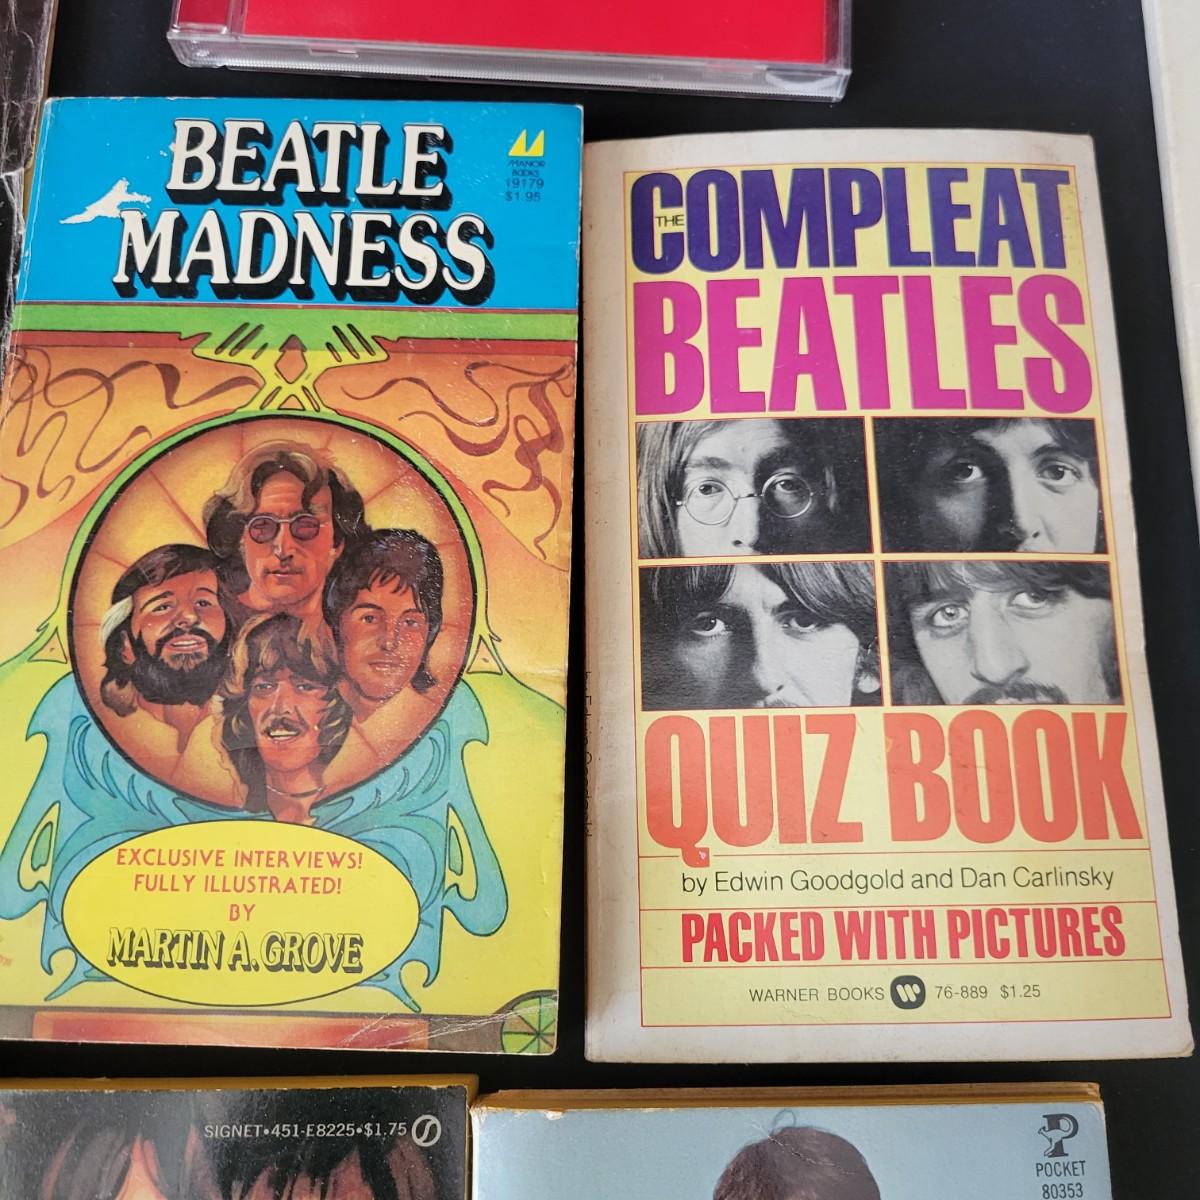 BEATLE
MADNESS
MANOR
BOOKS
19179
$1.95
EXCLUSIVE INTERVIEWS!
FULLY ILLUSTRATED!
BY
MARTIN A. GROVE
THE COMPLEAT
BEATLES
QUIZ BOOK
by Edwin Goodgold and Dan Carlinsky
PACKED WITH PICTURES
WARNER BOOKS 76-889 $1.25
SIGNET•451-E8225•$1.75
POCKET
80353